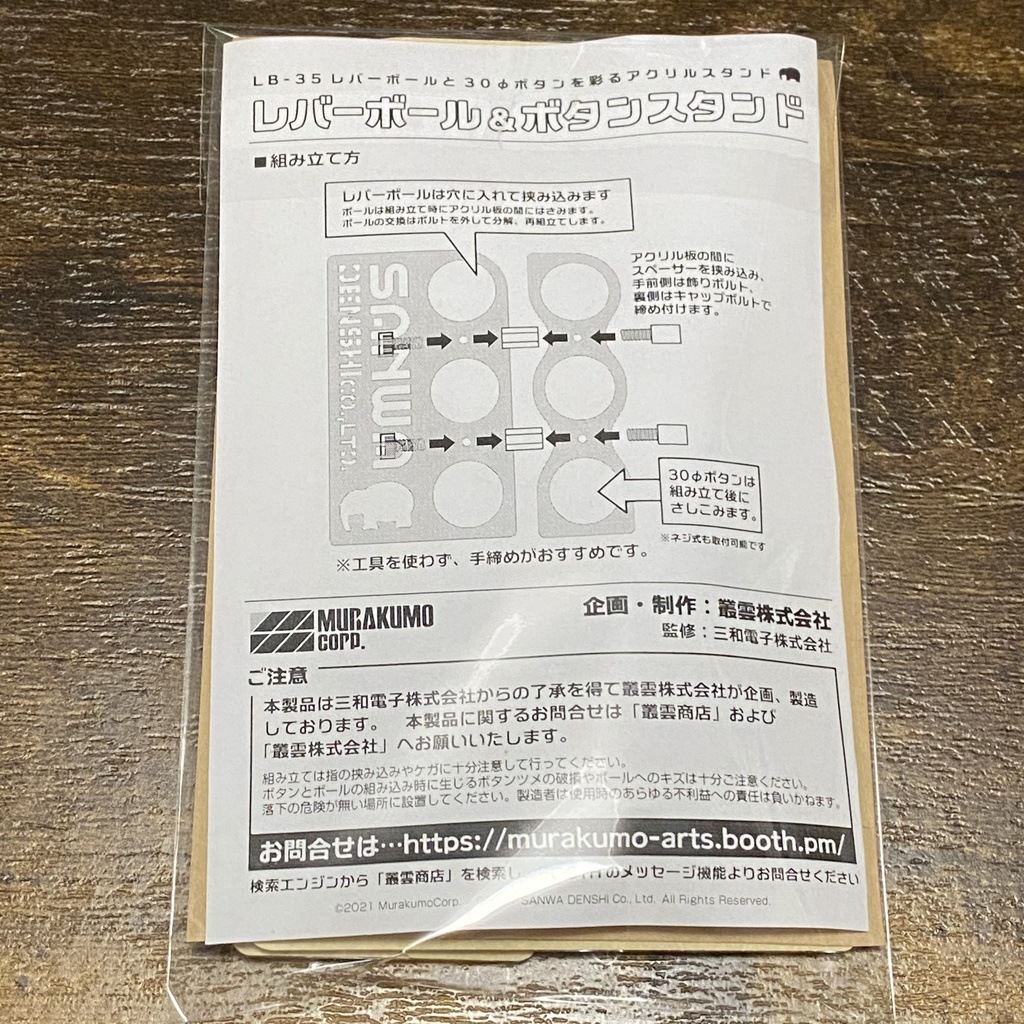 LB-35レバーボールと30φボタンを彩るアクリルスタンド
レバーボール&ボタンスタンド
■組み立て方
レバーボールは穴に入れて挟み込みます
ボールは組み立て時にアクリル板の間にはさみます。
ボールの交換はボルトを外して分解、再組立てします。
アクリル板の間に
スペーサーを挟み込み、
手前側は飾りボルト、
裏側はキャップボルトで
締め付けます。
SANWA
DENSHI CO., LTD.
30φボタンは
組み立て後に
さしこみます。
※ネジ式も取付可能です
※工具を使わず、手締めがおすすめです。
MURAKUMO
CORP.
企画・制作:叢雲株式会社
監修:三和電子株式会社
ご注意
本製品は三和電子株式会社からの了承を得て叢雲株式会社が企画、製造
しております。 本製品に関するお問合せは「叢雲商店」および
「叢雲株式会社」へお願いいたします。
組み立ては指の挟み込みやケガに十分注意して行ってください。
ボタンとボールの組み込み時に生じるボタンツメの破損やボールへのキズは十分ご注意ください。
落下の危険が無い場所に設置してください。製造者は使用時のあらゆる不利益への責任は負いかねます。
お問合せは…https://murakumo-arts.booth.pm/
検索エンジンから「叢雲商店」を検索し のメッセージ機能よりお問合せください
©2021 MurakumoCorp. SANWA DENSHI Co., Ltd. All Rights Reserved.